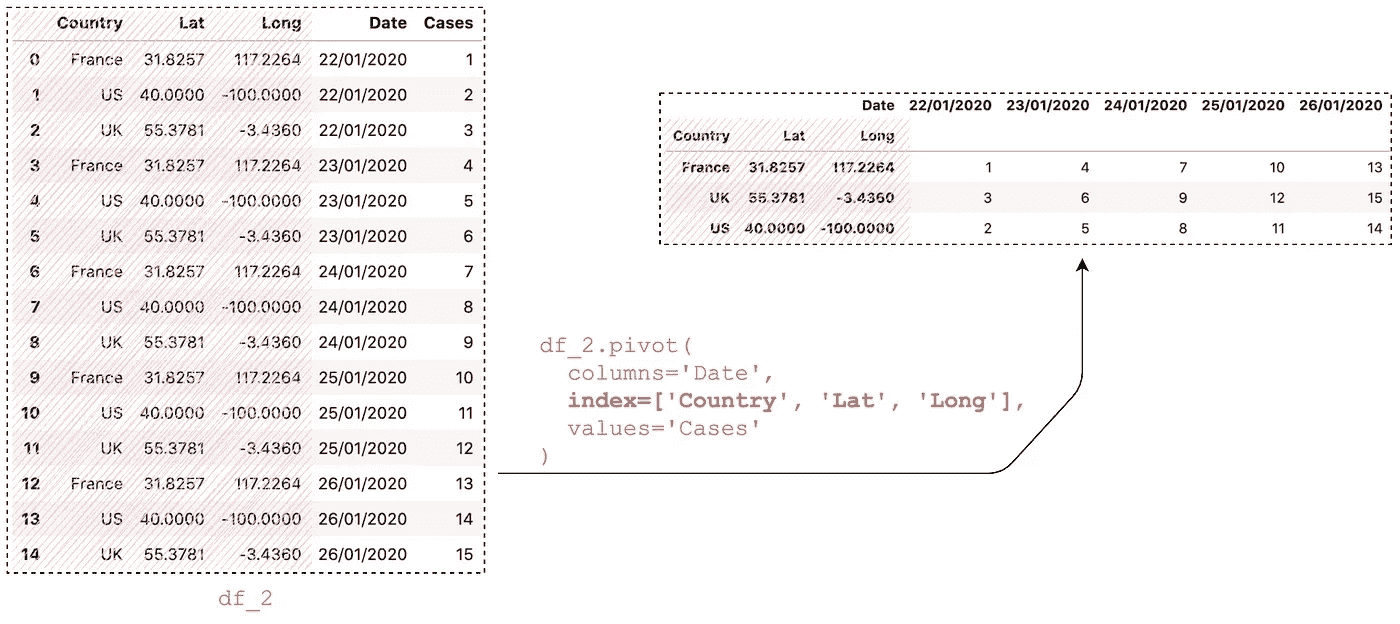 Country Lat Long Date Cases
0 France 31.8257 117.2264 22/01/2020 1
1 US 40.0000 -100.0000 22/01/2020 2
2 UK 55.3781 -3.4360 22/01/2020 3
3 France 31.8257 117.2264 23/01/2020 4
4 US 40.0000 -100.0000 23/01/2020 5
5 UK 55.3781 -3.4360 23/01/2020 6
6 France 31.8257 117.2264 24/01/2020 7
7 US 40.0000 -100.0000 24/01/2020 8
8 UK 55.3781 -3.4360 24/01/2020 9
9 France 31.8257 117.2264 25/01/2020 10
10 US 40.0000 -100.0000 25/01/2020 11
11 UK 55.3781 -3.4360 25/01/2020 12
12 France 31.8257 117.2264 26/01/2020 13
13 US 40.0000 -100.0000 26/01/2020 14
14 UK 55.3781 -3.4360 26/01/2020 15
df_2
df_2.pivot(
columns='Date',
index=['Country', 'Lat', 'Long'],
values='Cases'
)
Date 22/01/2020 23/01/2020 24/01/2020 25/01/2020 26/01/2020
Country Lat Long
France 31.8257 117.2264 1 4 7 10 13
UK 55.3781 -3.4360 3 6 9 12 15
US 40.0000 -100.0000 2 5 8 11 14